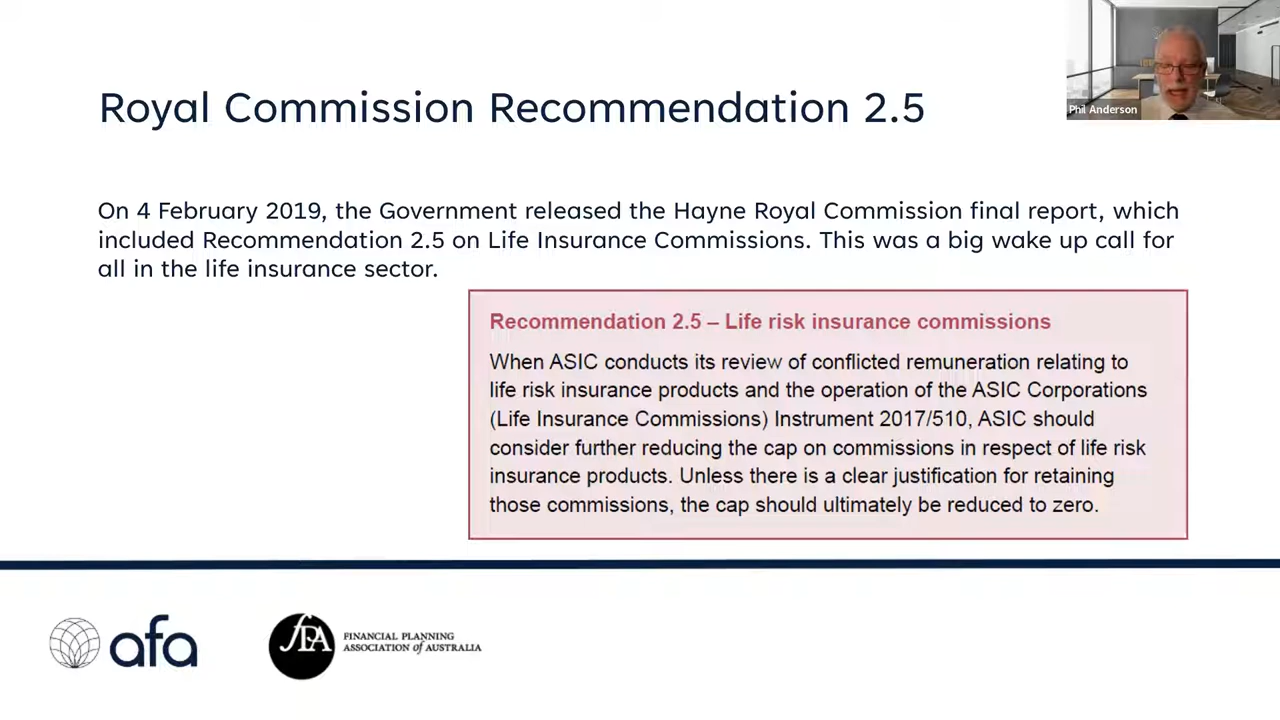 Royal Commission Recommendation 2.5
Phil Anderson
On 4 February 2019, the Government released the Hayne Royal Commission final report, which
included Recommendation 2.5 on Life Insurance Commissions. This was a big wake up call for
all in the life insurance sector.
Recommendation 2.5 – Life risk insurance commissions
When ASIC conducts its review of conflicted remuneration relating to
life risk insurance products and the operation of the ASIC Corporations
(Life Insurance Commissions) Instrument 2017/510, ASIC should
consider further reducing the cap on commissions in respect of life risk
insurance products. Unless there is a clear justification for retaining
those commissions, the cap should ultimately be reduced to zero.
afa
fPA
FINANCIAL PLANNING
ASSOCIATION of AUSTRALIA